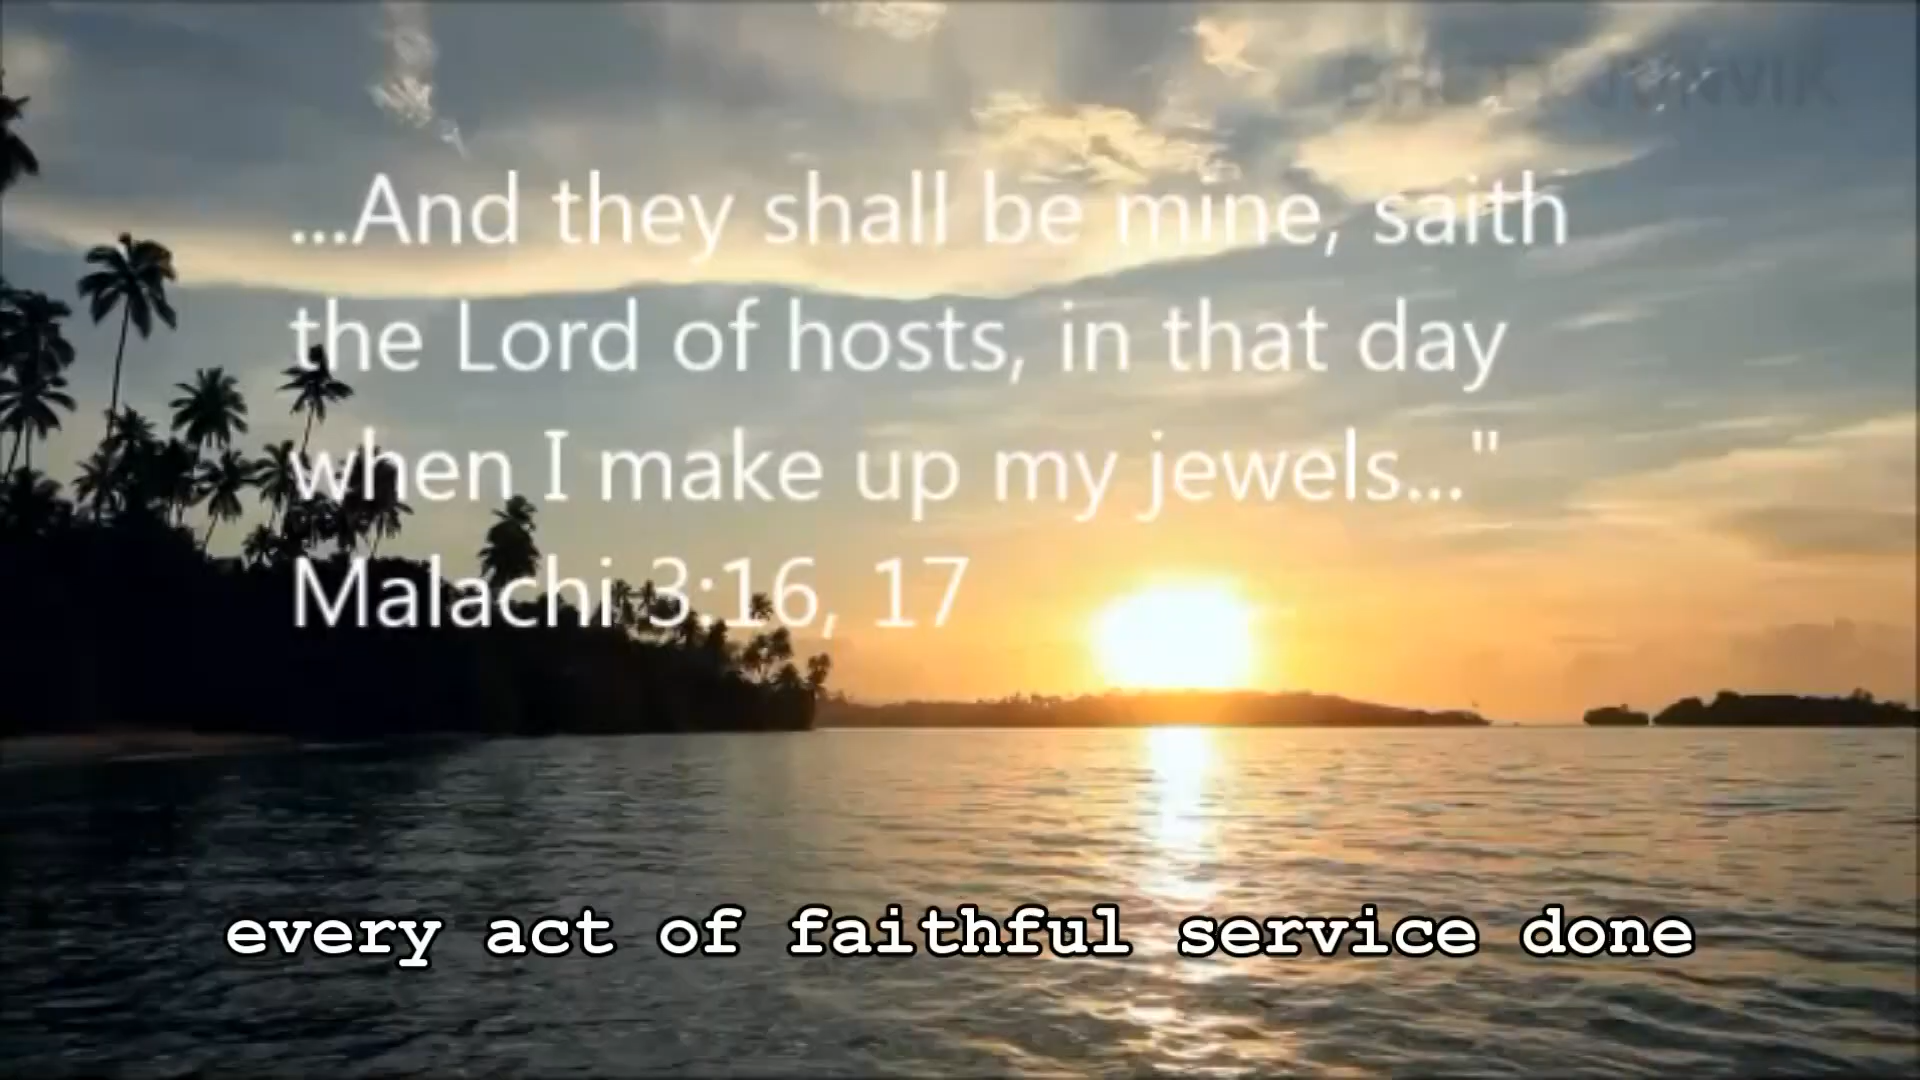 ...And they shall be mine, saith
the Lord of hosts, in that day
when I make up my jewels..."
Malachi 3:16, 17
every act of faithful service done